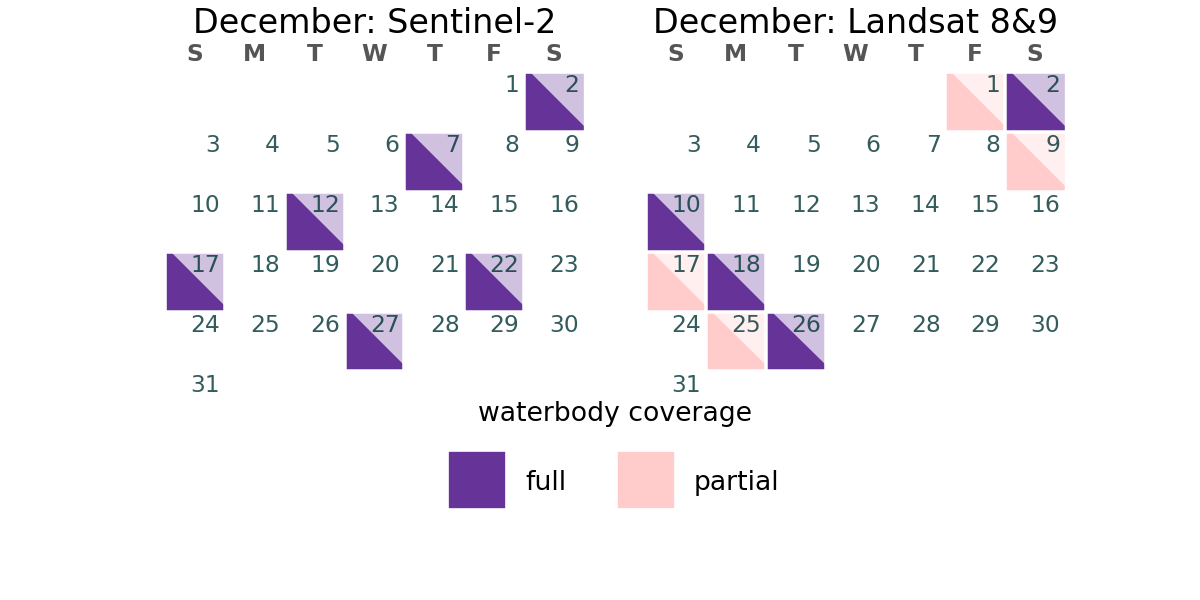 December: Sentinel-2
S M T W T F S
1 2
3 4 5 6 7 8 9
10 11 12 13 14 15 16
17 18 19 20 21 22 23
24 25 26 27 28 29 30
31
December: Landsat 8&9
S M T W T F S
1 2
3 4 5 6 7 8 9
10 11 12 13 14 15 16
17 18 19 20 21 22 23
24 25 26 27 28 29 30
31
waterbody coverage
full partial